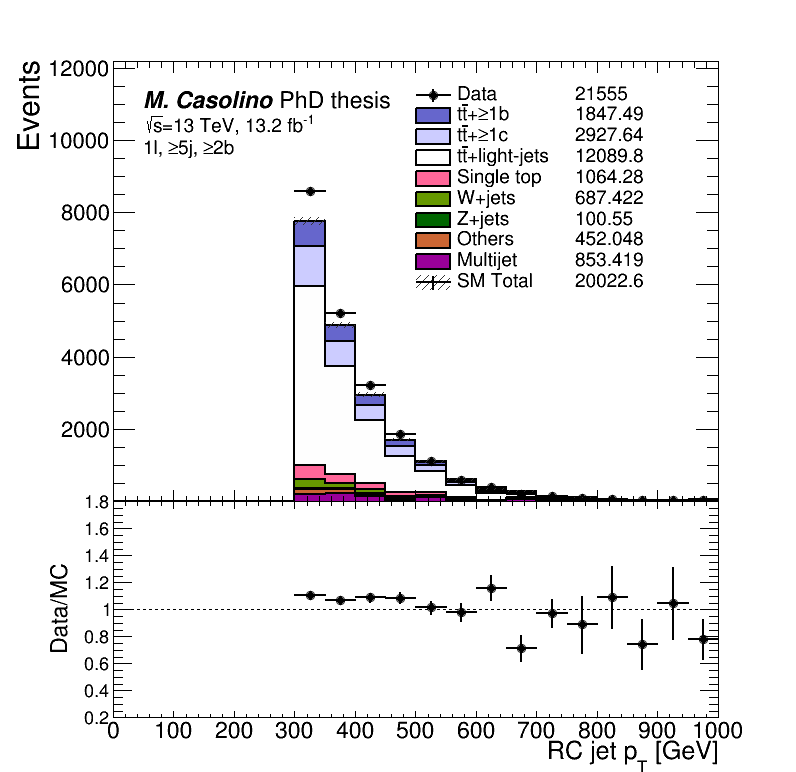 Events
12000
10000
8000
6000
4000
2000
M. Casolino PhD thesis
√s=13 TeV, 13.2 fb⁻¹
1l, ≥5j, ≥2b
Data 21555
tt̄+≥1b 1847.49
tt̄+≥1c 2927.64
tt̄+light-jets 12089.8
Single top 1064.28
W+jets 687.422
Z+jets 100.55
Others 452.048
Multijet 853.419
SM Total 20022.6
Data/MC
1.8
1.6
1.4
1.2
1
0.8
0.6
0.4
0.2
0 100 200 300 400 500 600 700 800 900 1000
RC jet p_T [GeV]